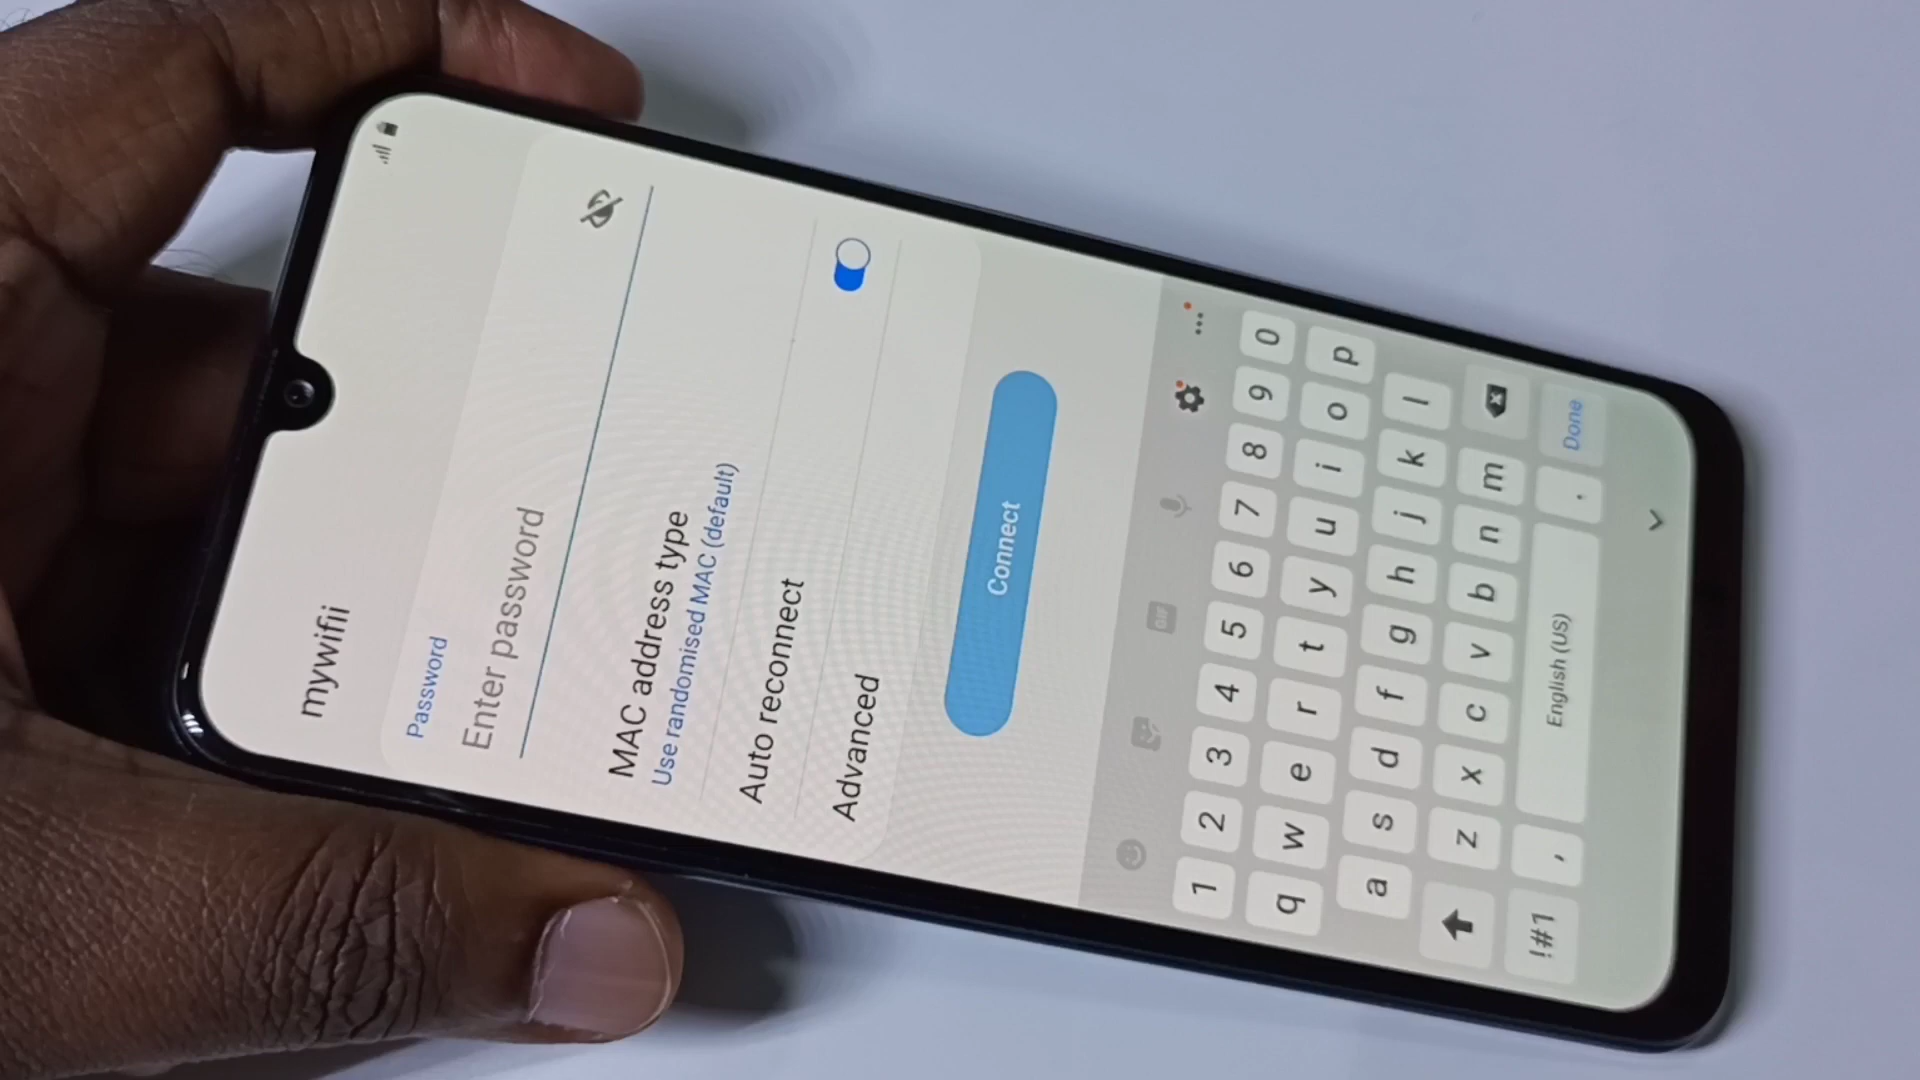 mywifii
Password
Enter password
MAC address type
Use randomised MAC (default)
Auto reconnect
Advanced
Connect
GIF
1 2 3 4 5 6 7 8 9 0
q w e r t y u i o p
a s d f g h j k l
z x c v b n m
!#1 , English (US) . Done